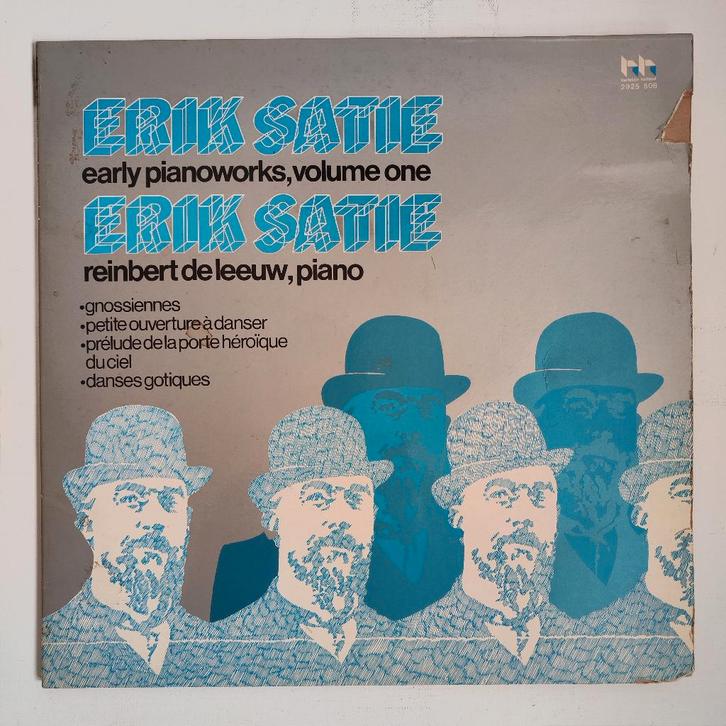 2925 506
ERIK SATIE
early pianoworks, volume one
ERIK SATIE
reinbert de leeuw, piano
•gnossiennes
•petite ouverture à danser
•prélude de la porte héroïque
du ciel
•danses gotiques